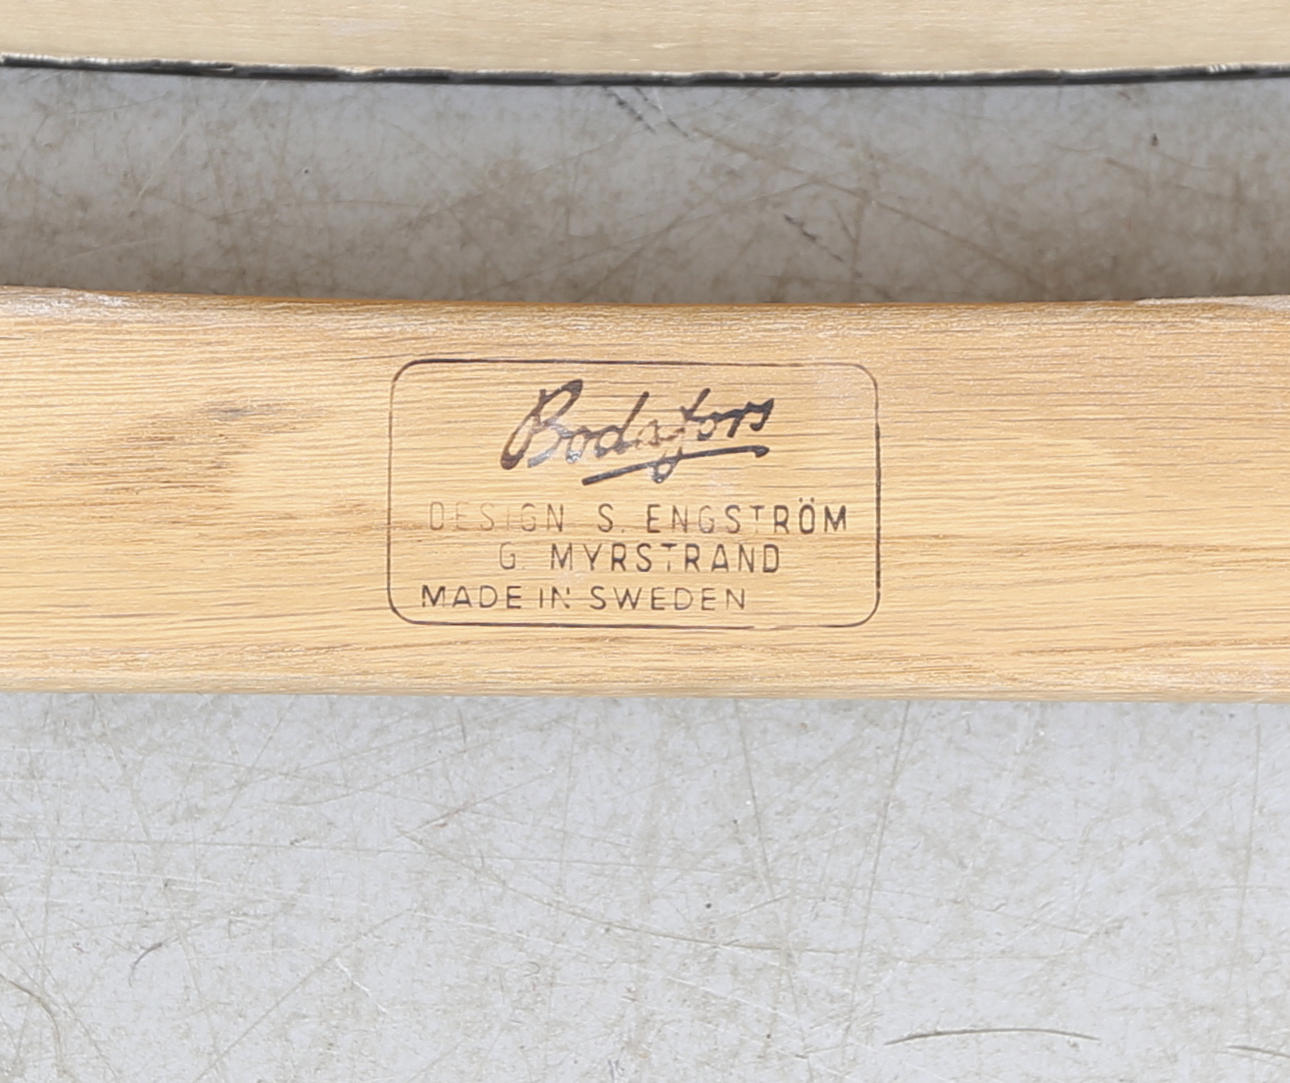 Bodafors
DESIGN S. ENGSTRÖM
G. MYRSTRAND
MADE IN SWEDEN